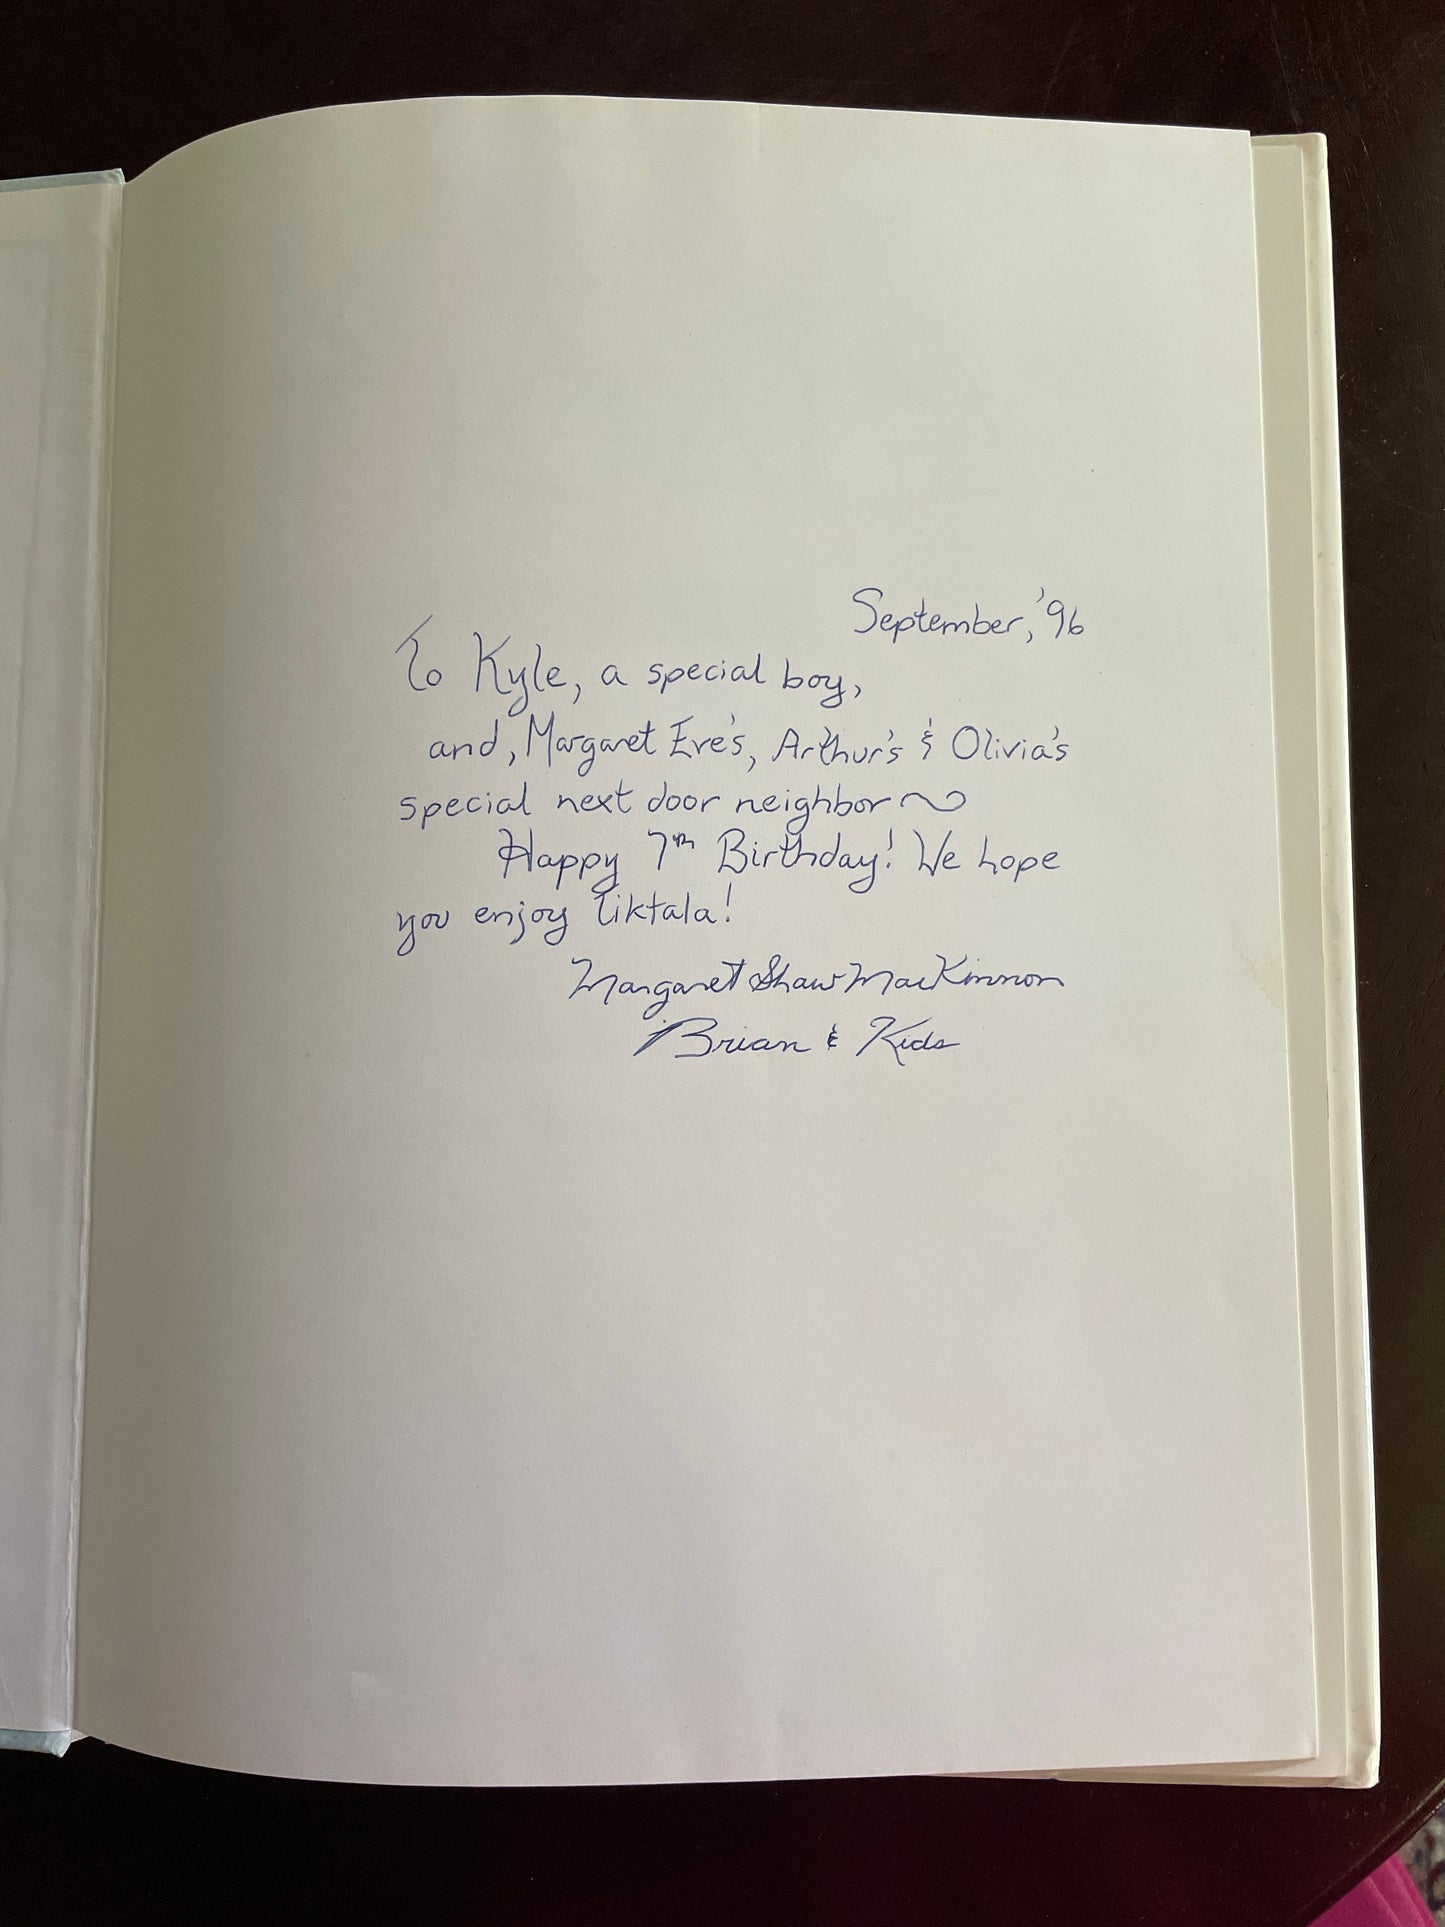 September, '96
To Kyle, a special boy,
and, Margaret Eve's, Arthur's & Olivia's
special next door neighbor~
Happy 7th Birthday! We hope
you enjoy Tiktala!
Margaret Shaw-MacKinnon
Brian & Kids